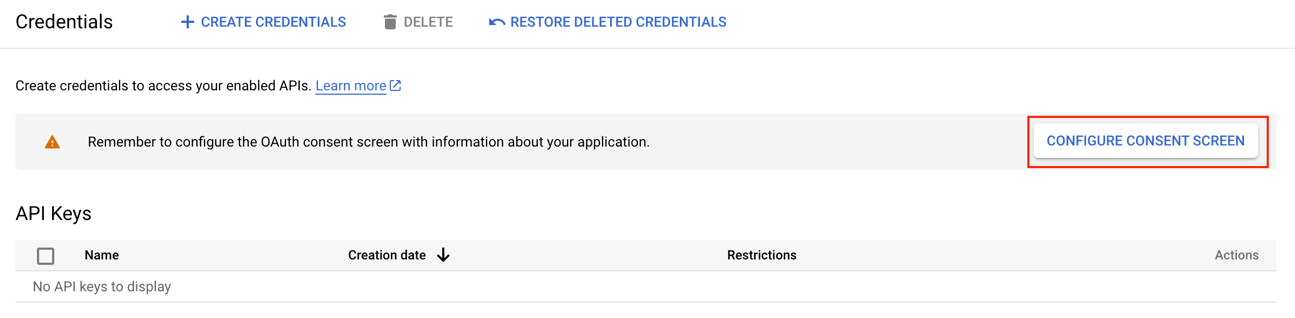 Credentials + CREATE CREDENTIALS DELETE RESTORE DELETED CREDENTIALS
Create credentials to access your enabled APIs. Learn more
Remember to configure the OAuth consent screen with information about your application. CONFIGURE CONSENT SCREEN
API Keys
Name Creation date ↓ Restrictions Actions
No API keys to display